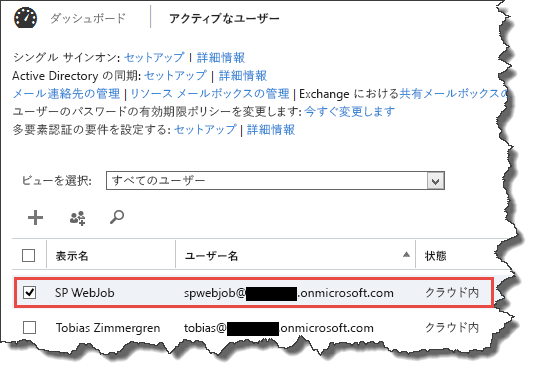 ダッシュボード | アクティブなユーザー
シングル サインオン: セットアップ | 詳細情報
Active Directory の同期: セットアップ | 詳細情報
メール連絡先の管理 | リソース メールボックスの管理 | Exchange における共有メールボックスの
ユーザーのパスワードの有効期限ポリシーを変更します: 今すぐ変更します
多要素認証の要件を設定する: セットアップ | 詳細情報
ビューを選択: すべてのユーザー
表示名 ユーザー名 状態
SP WebJob spwebjob@ .onmicrosoft.com クラウド内
Tobias Zimmergren tobias@ .onmicrosoft.com クラウド内